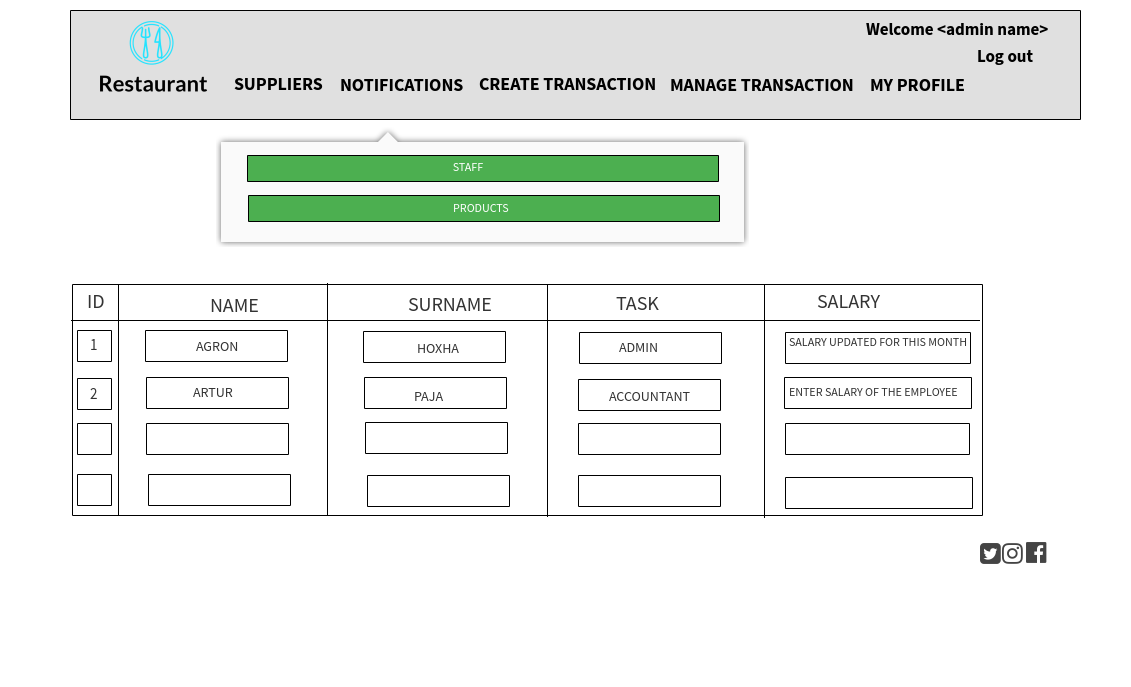 Welcome <admin name>
Log out
Restaurant
SUPPLIERS
NOTIFICATIONS
CREATE TRANSACTION
MANAGE TRANSACTION
MY PROFILE
STAFF
PRODUCTS
ID NAME SURNAME TASK SALARY
1 AGRON HOXHA ADMIN SALARY UPDATED FOR THIS MONTH
2 ARTUR PAJA ACCOUNTANT ENTER SALARY OF THE EMPLOYEE